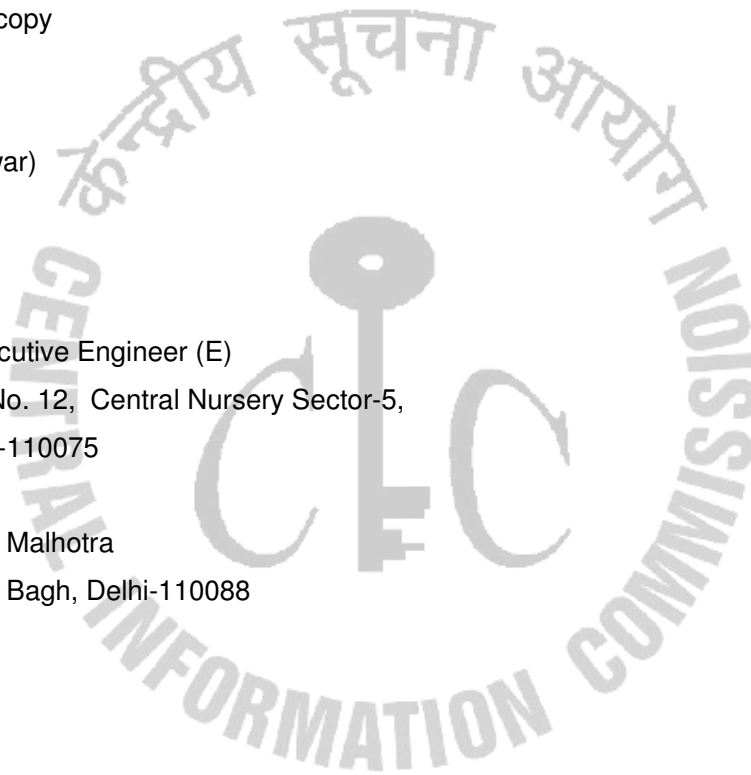 copy
केन्द्रीय सूचना आयोग
var)
cutive Engineer (E)
No. 12, Central Nursery Sector-5,
-110075
Malhotra
Bagh, Delhi-110088
CENTRAL INFORMATION COMMISSION
CIC